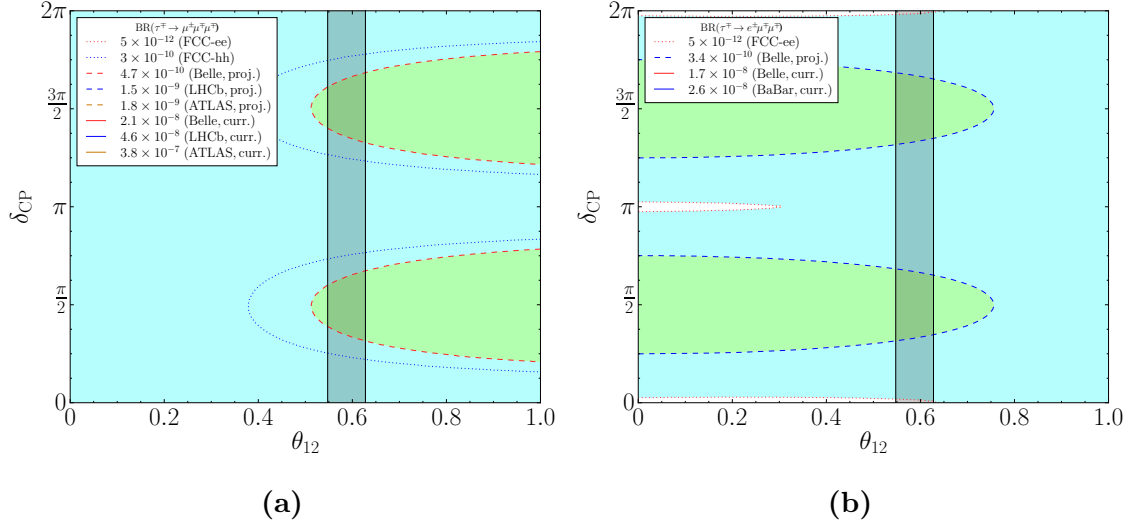 BR(τ^∓ → μ^±μ^∓μ^∓)
5 × 10^−12 (FCC-ee)
3 × 10^−10 (FCC-hh)
4.7 × 10^−10 (Belle, proj.)
1.5 × 10^−9 (LHCb, proj.)
1.8 × 10^−9 (ATLAS, proj.)
2.1 × 10^−8 (Belle, curr.)
4.6 × 10^−8 (LHCb, curr.)
3.8 × 10^−7 (ATLAS, curr.)
2π
3π/2
π
π/2
0
δ_CP
0 0.2 0.4 0.6 0.8 1.0
θ_12
(a)
BR(τ^∓ → e^±μ^∓μ^∓)
5 × 10^−12 (FCC-ee)
3.4 × 10^−10 (Belle, proj.)
1.7 × 10^−8 (Belle, curr.)
2.6 × 10^−8 (BaBar, curr.)
2π
3π/2
π
π/2
0
δ_CP
0.0 0.2 0.4 0.6 0.8 1.0
θ_12
(b)